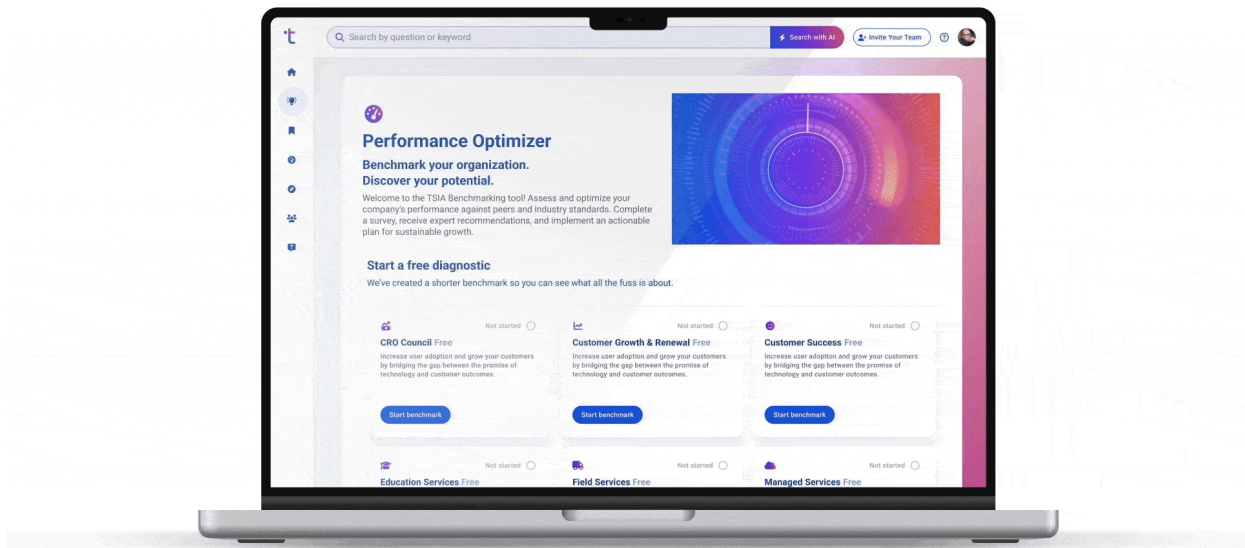 t
Search by question or keyword
Search with AI
Invite Your Team
?
Performance Optimizer
Benchmark your organization.
Discover your potential.
Welcome to the TSIA Benchmarking tool! Assess and optimize your
company's performance against peers and industry standards. Complete
a survey, receive expert recommendations, and implement an actionable
plan for sustainable growth.
Start a free diagnostic
We've created a shorter benchmark so you can see what all the fuss is about.
Not started
CRO Council Free
Increase user adoption and grow your customers
by bridging the gap between the promise of
technology and customer outcomes.
Start benchmark
Not started
Customer Growth & Renewal Free
Increase user adoption and grow your customers
by bridging the gap between the promise of
technology and customer outcomes.
Start benchmark
Not started
Customer Success Free
Increase user adoption and grow your customers
by bridging the gap between the promise of
technology and customer outcomes.
Start benchmark
Not started
Education Services Free
Not started
Field Services Free
Not started
Managed Services Free